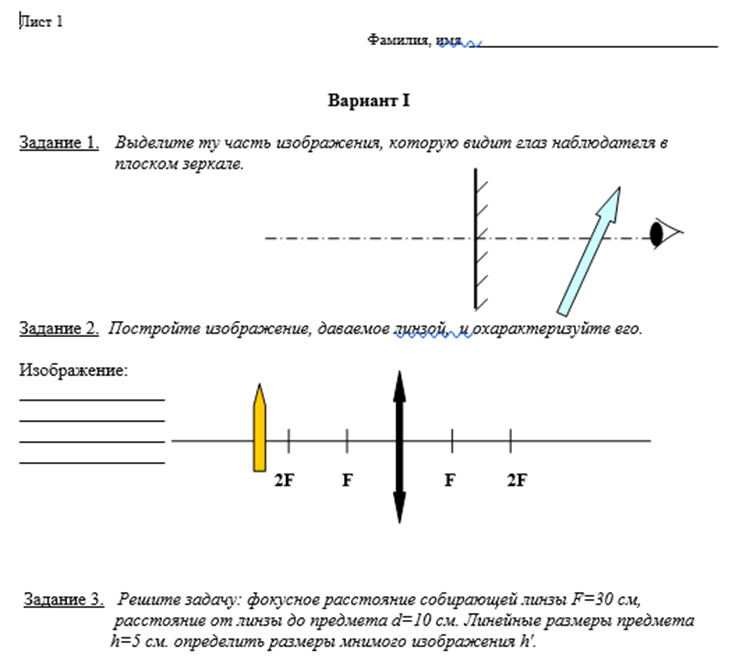 Лист 1
Фамилия, имя
Вариант I
Задание 1. Выделите ту часть изображения, которую видит глаз наблюдателя в
плоском зеркале.
Задание 2. Постройте изображение, даваемое линзой, и охарактеризуйте его.
Изображение:
2F F F 2F
Задание 3. Решите задачу: фокусное расстояние собирающей линзы F=30 см,
расстояние от линзы до предмета d=10 см. Линейные размеры предмета
h=5 см. определить размеры мнимого изображения h'.